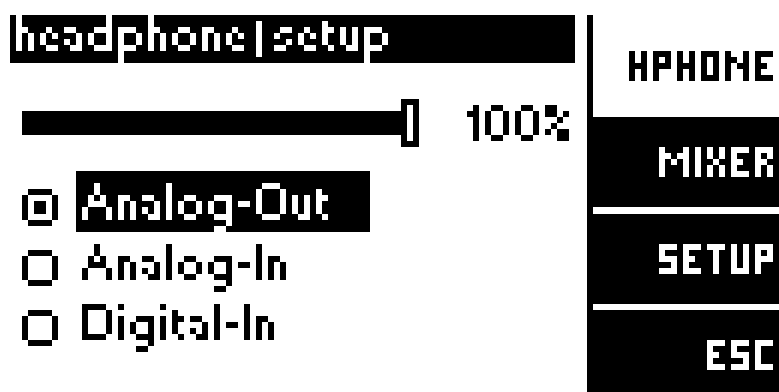 headphone|setup
100%
Analog-Out
Analog-In
Digital-In
HPHONE
MIXER
SETUP
ESC